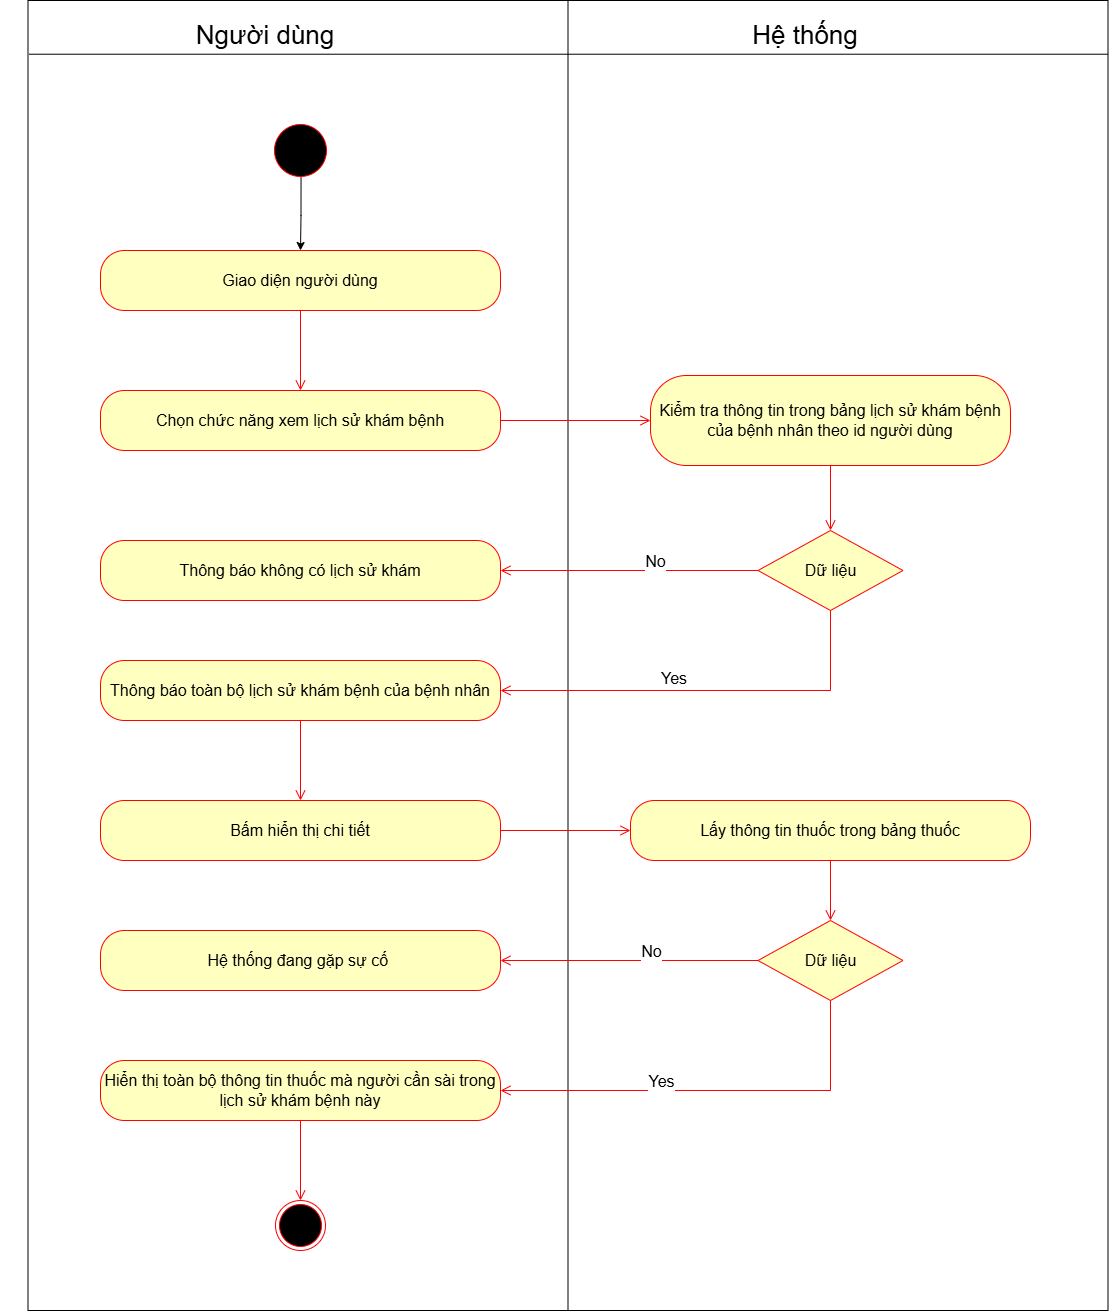 Người dùng
Hệ thống
Giao diện người dùng
Chọn chức năng xem lịch sử khám bệnh
Kiểm tra thông tin trong bảng lịch sử khám bệnh
của bệnh nhân theo id người dùng
Dữ liệu
No
Thông báo không có lịch sử khám
Yes
Thông báo toàn bộ lịch sử khám bệnh của bệnh nhân
Bấm hiển thị chi tiết
Lấy thông tin thuốc trong bảng thuốc
Dữ liệu
No
Hệ thống đang gặp sự cố
Yes
Hiển thị toàn bộ thông tin thuốc mà người cần sài trong
lịch sử khám bệnh này